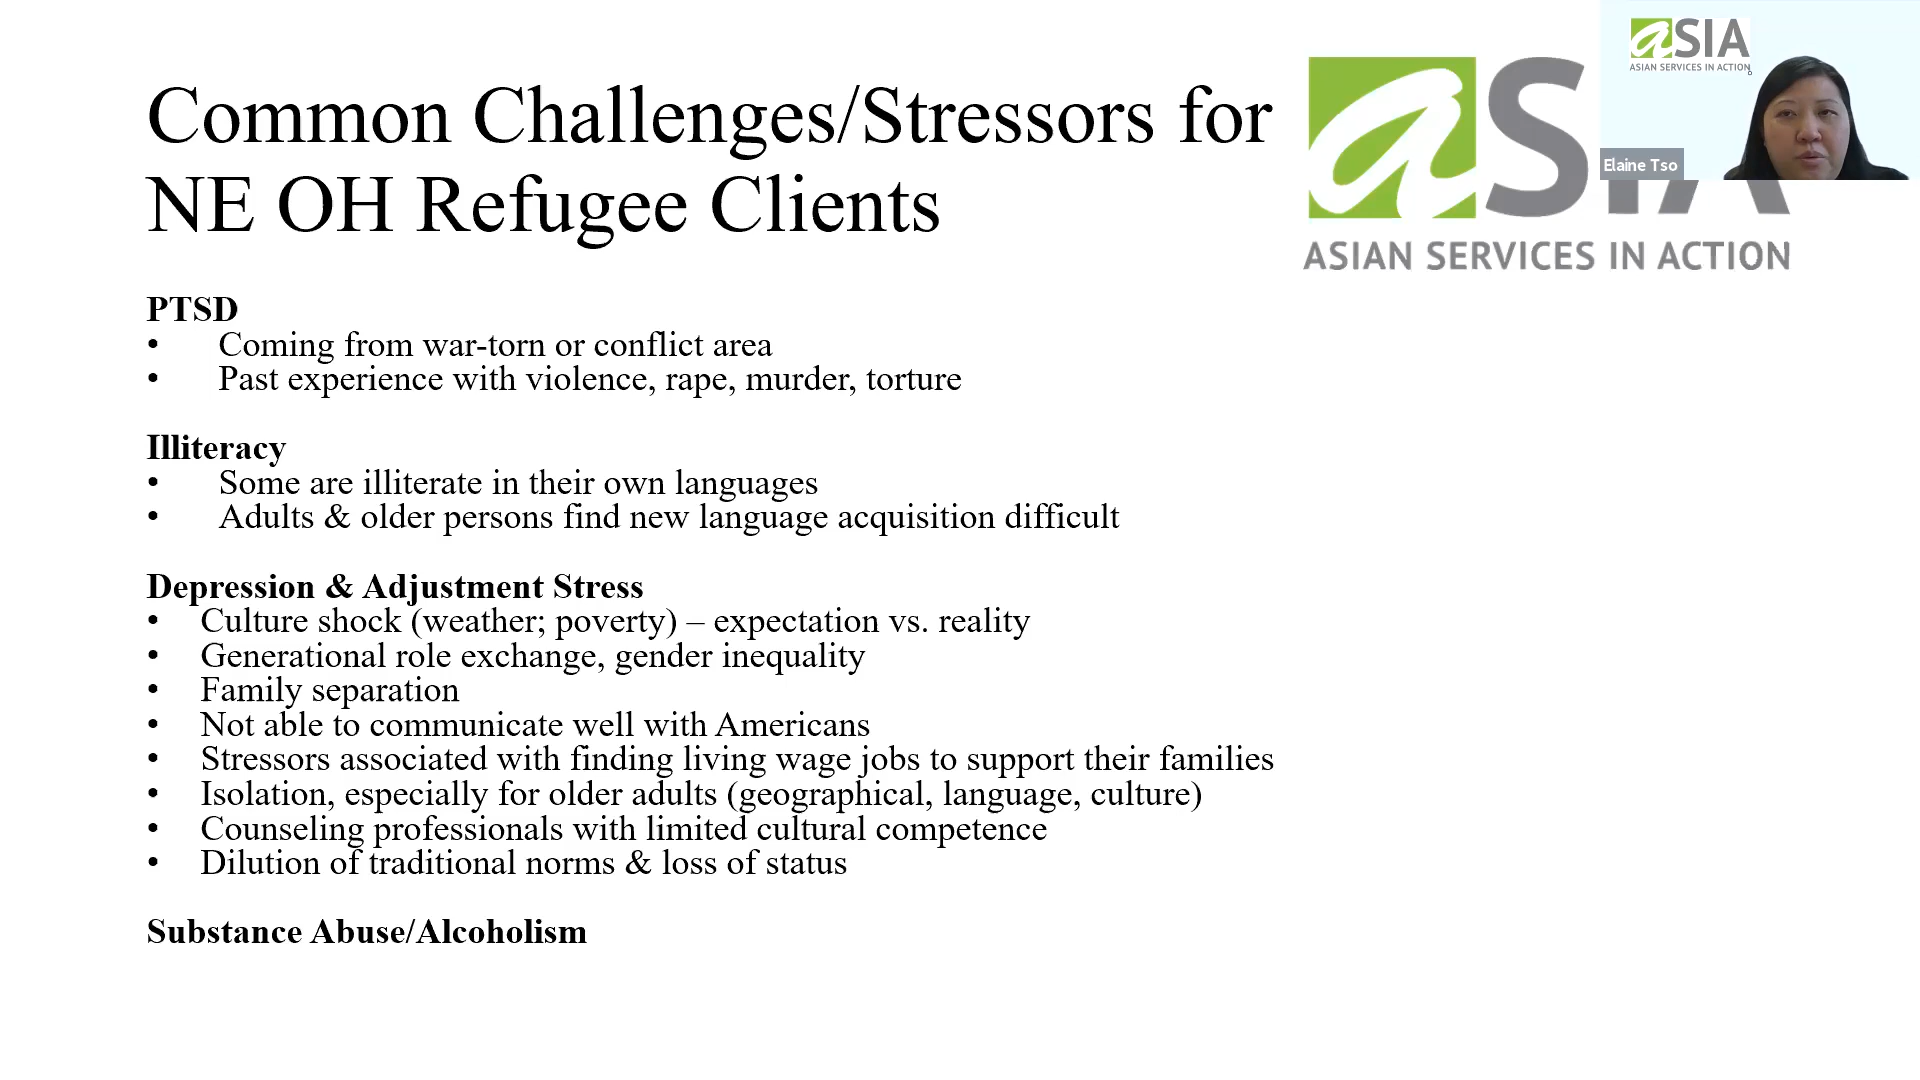 Common Challenges/Stressors for
NE OH Refugee Clients
aSIA
ASIAN SERVICES IN ACTION
aSIA
ASIAN SERVICES IN ACTION
Elaine Tso
PTSD
• Coming from war-torn or conflict area
• Past experience with violence, rape, murder, torture
Illiteracy
• Some are illiterate in their own languages
• Adults & older persons find new language acquisition difficult
Depression & Adjustment Stress
• Culture shock (weather; poverty) – expectation vs. reality
• Generational role exchange, gender inequality
• Family separation
• Not able to communicate well with Americans
• Stressors associated with finding living wage jobs to support their families
• Isolation, especially for older adults (geographical, language, culture)
• Counseling professionals with limited cultural competence
• Dilution of traditional norms & loss of status
Substance Abuse/Alcoholism